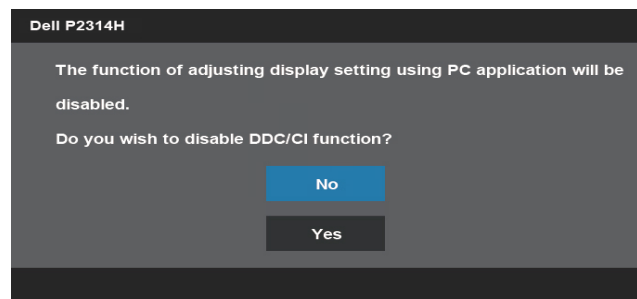 Dell P2314H
The function of adjusting display setting using PC application will be
disabled.
Do you wish to disable DDC/CI function?
No
Yes